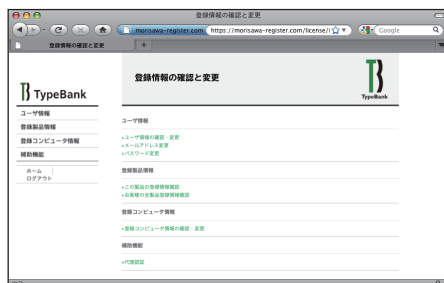 登録情報の確認と変更
morisawa-register.com
https://morisawa-register.com/license/i
Google
登録情報の確認と変更
TypeBank
ユーザ情報
登録製品情報
登録コンピュータ情報
補助機能
ホーム
ログアウト
登録情報の確認と変更
TypeBank
ユーザ情報
ユーザ情報の確認・変更
メールアドレス変更
パスワード変更
登録製品情報
この製品の登録情報確認
お客様の全製品登録情報確認
登録コンピュータ情報
登録コンピュータ情報の確認・変更
補助機能
代理認証